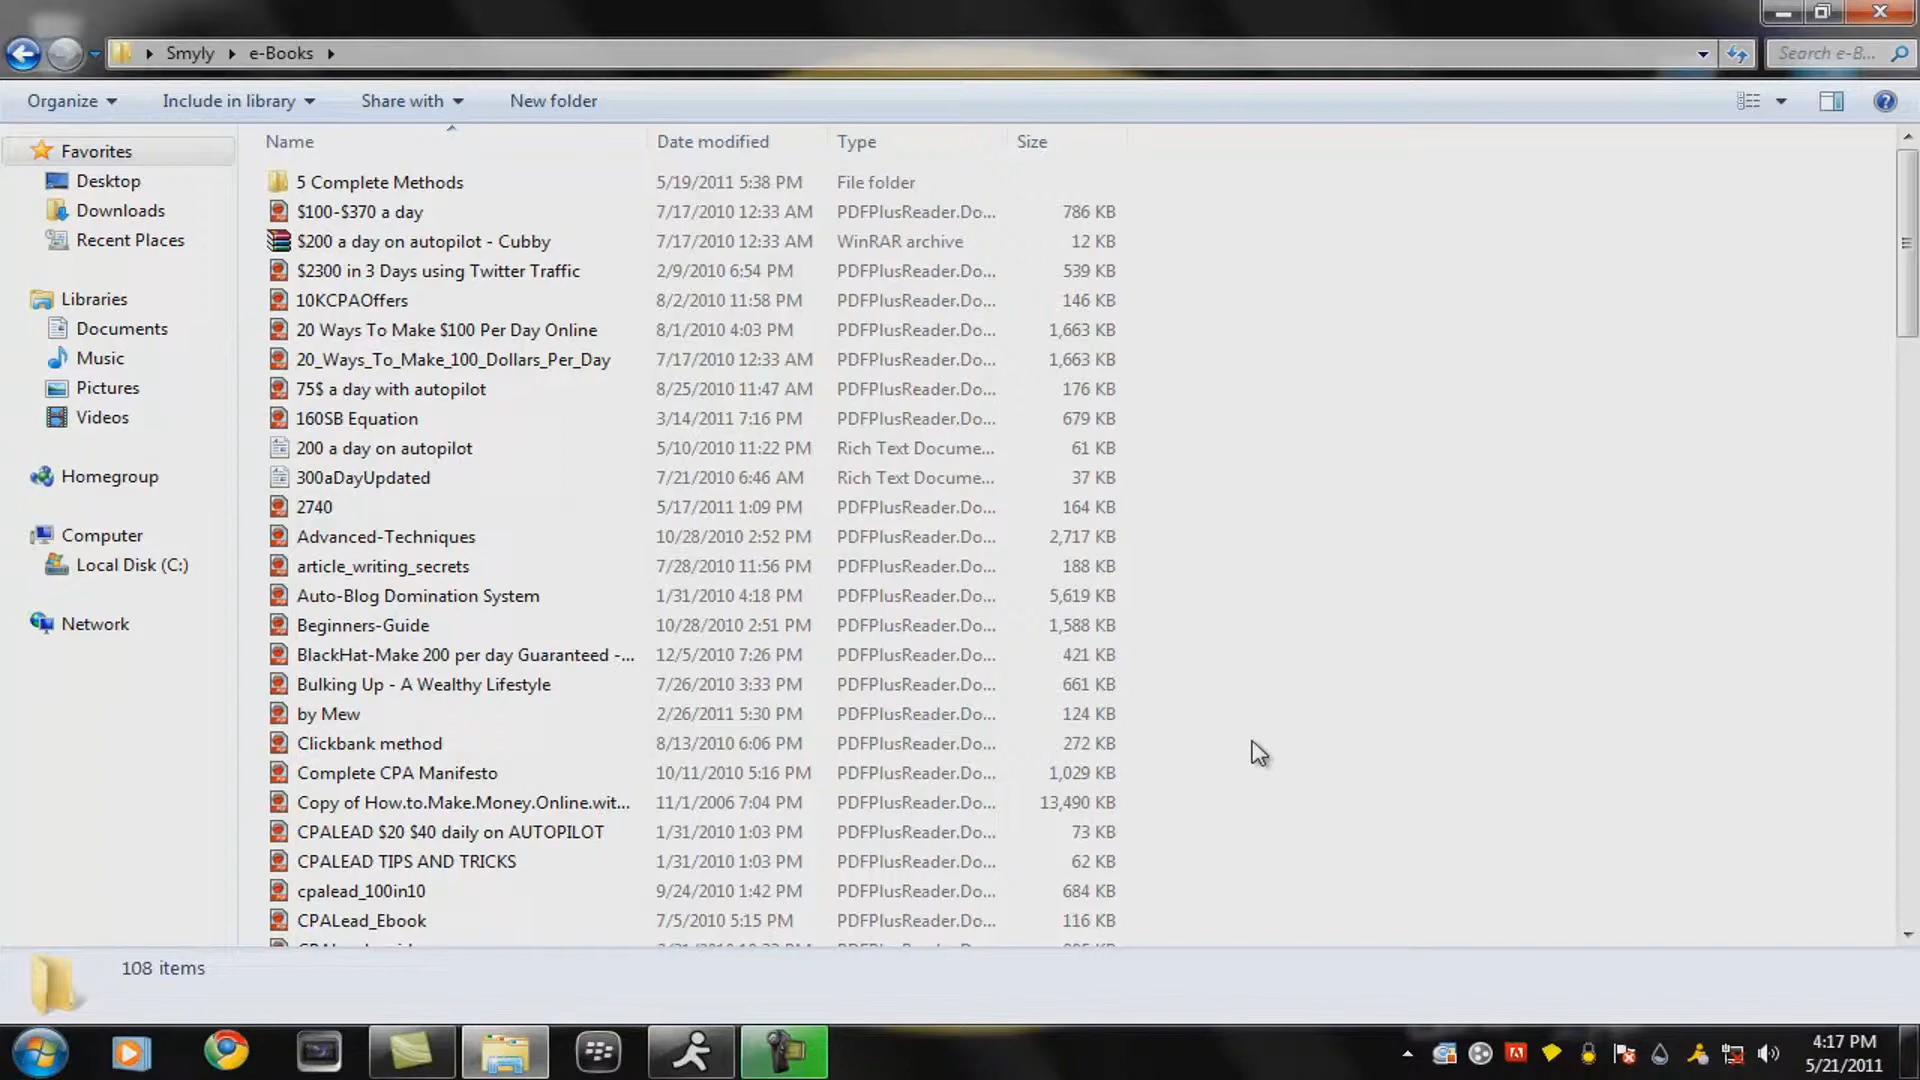 Smyly e-Books
Search e-B...
Organize Include in library Share with New folder
Name Date modified Type Size
Favorites
Desktop
Downloads
Recent Places
Libraries
Documents
Music
Pictures
Videos
Homegroup
Computer
Local Disk (C:)
Network
5 Complete Methods 5/19/2011 5:38 PM File folder
$100-$370 a day 7/17/2010 12:33 AM PDFPlusReader.Do... 786 KB
$200 a day on autopilot - Cubby 7/17/2010 12:33 AM WinRAR archive 12 KB
$2300 in 3 Days using Twitter Traffic 2/9/2010 6:54 PM PDFPlusReader.Do... 539 KB
10KCPAOffers 8/2/2010 11:58 PM PDFPlusReader.Do... 146 KB
20 Ways To Make $100 Per Day Online 8/1/2010 4:03 PM PDFPlusReader.Do... 1,663 KB
20_Ways_To_Make_100_Dollars_Per_Day 7/17/2010 12:33 AM PDFPlusReader.Do... 1,663 KB
75$ a day with autopilot 8/25/2010 11:47 AM PDFPlusReader.Do... 176 KB
160SB Equation 3/14/2011 7:16 PM PDFPlusReader.Do... 679 KB
200 a day on autopilot 5/10/2010 11:22 PM Rich Text Docume... 61 KB
300aDayUpdated 7/21/2010 6:46 AM Rich Text Docume... 37 KB
2740 5/17/2011 1:09 PM PDFPlusReader.Do... 164 KB
Advanced-Techniques 10/28/2010 2:52 PM PDFPlusReader.Do... 2,717 KB
article_writing_secrets 7/28/2010 11:56 PM PDFPlusReader.Do... 188 KB
Auto-Blog Domination System 1/31/2010 4:18 PM PDFPlusReader.Do... 5,619 KB
Beginners-Guide 10/28/2010 2:51 PM PDFPlusReader.Do... 1,588 KB
BlackHat-Make 200 per day Guaranteed -... 12/5/2010 7:26 PM PDFPlusReader.Do... 421 KB
Bulking Up - A Wealthy Lifestyle 7/26/2010 3:33 PM PDFPlusReader.Do... 661 KB
by Mew 2/26/2011 5:30 PM PDFPlusReader.Do... 124 KB
Clickbank method 8/13/2010 6:06 PM PDFPlusReader.Do... 272 KB
Complete CPA Manifesto 10/11/2010 5:16 PM PDFPlusReader.Do... 1,029 KB
Copy of How.to.Make.Money.Online.wit... 11/1/2006 7:04 PM PDFPlusReader.Do... 13,490 KB
CPALEAD $20 $40 daily on AUTOPILOT 1/31/2010 1:03 PM PDFPlusReader.Do... 73 KB
CPALEAD TIPS AND TRICKS 1/31/2010 1:03 PM PDFPlusReader.Do... 62 KB
cpalead_100in10 9/24/2010 1:42 PM PDFPlusReader.Do... 684 KB
CPALead_Ebook 7/5/2010 5:15 PM PDFPlusReader.Do... 116 KB
108 items
4:17 PM
5/21/2011